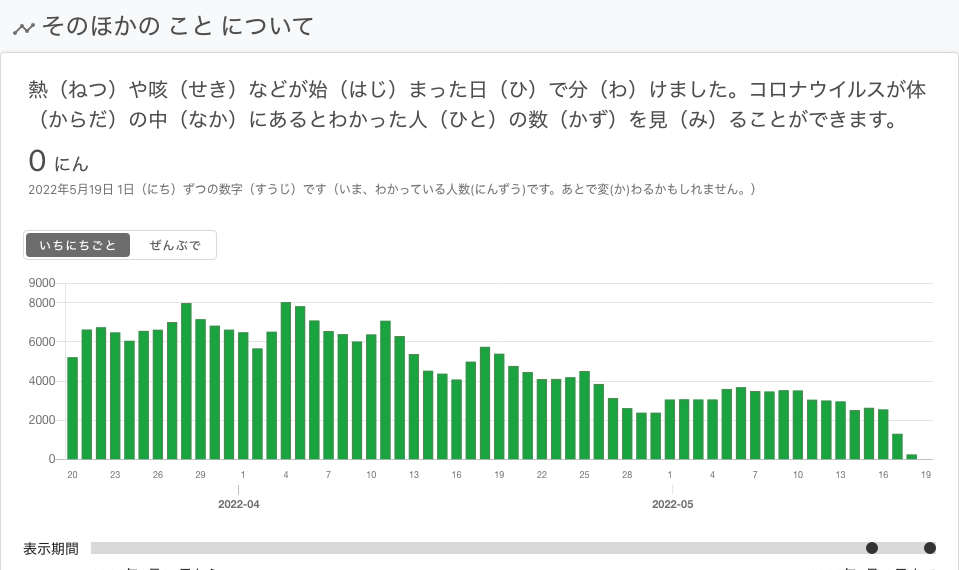 そのほかの こと について
熱（ねつ）や咳（せき）などが始（はじ）まった日（ひ）で分（わ）けました。コロナウイルスが体
（からだ）の中（なか）にあるとわかった人（ひと）の数（かず）を見（み）ることができます。
0 にん
2022年5月19日 1日（にち）ずつの数字（すうじ）です（いま、わかっている人数(にんずう)です。あとで変(か)わるかもしれません。）
いちにちごと ぜんぶで
9000
8000
6000
4000
2000
0
20 23 26 29 1 4 7 10 13 16 19 22 25 28 1 4 7 10 13 16 19
2022-04 2022-05
表示期間